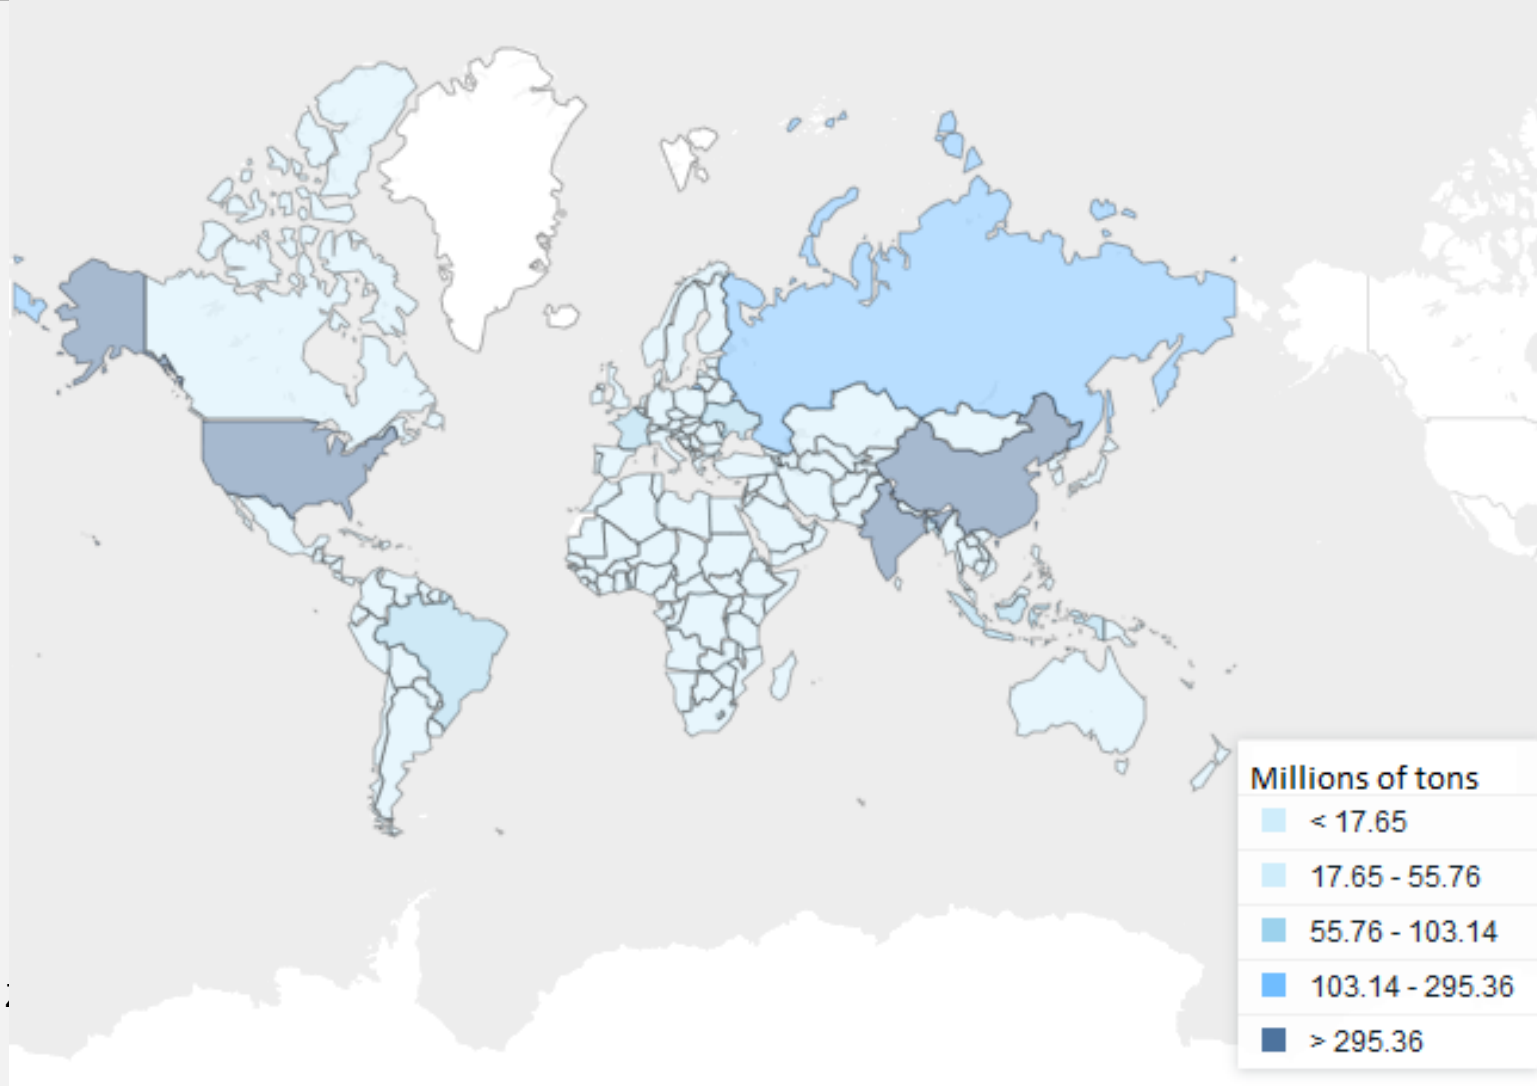 Millions of tons
< 17.65
17.65 - 55.76
55.76 - 103.14
103.14 - 295.36
> 295.36